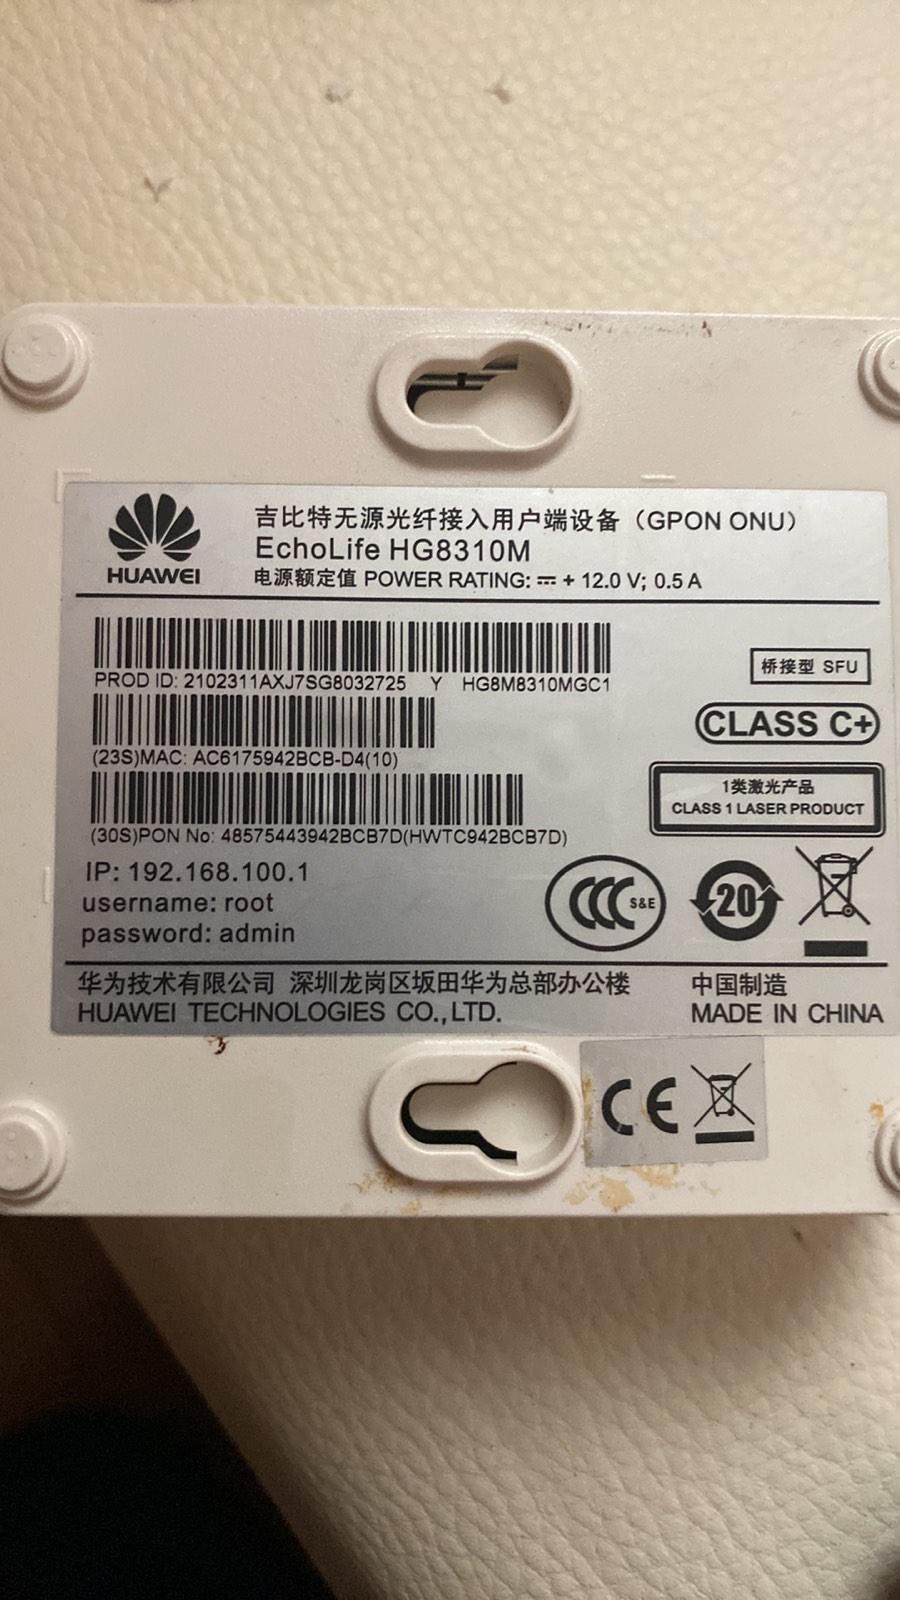 HUAWEI
吉比特无源光纤接入用户端设备（GPON ONU）
EchoLife HG8310M
电源额定值 POWER RATING: ⎓ + 12.0 V; 0.5 A
PROD ID: 2102311AXJ7SG8032725 Y HG8M8310MGC1
桥接型 SFU
CLASS C+
(23S)MAC: AC6175942BCB-D4(10)
1类激光产品
CLASS 1 LASER PRODUCT
(30S)PON No: 48575443942BCB7D(HWTC942BCB7D)
IP: 192.168.100.1
username: root
password: admin
CCC S&E
20
华为技术有限公司 深圳龙岗区坂田华为总部办公楼 中国制造
HUAWEI TECHNOLOGIES CO.,LTD. MADE IN CHINA
CE